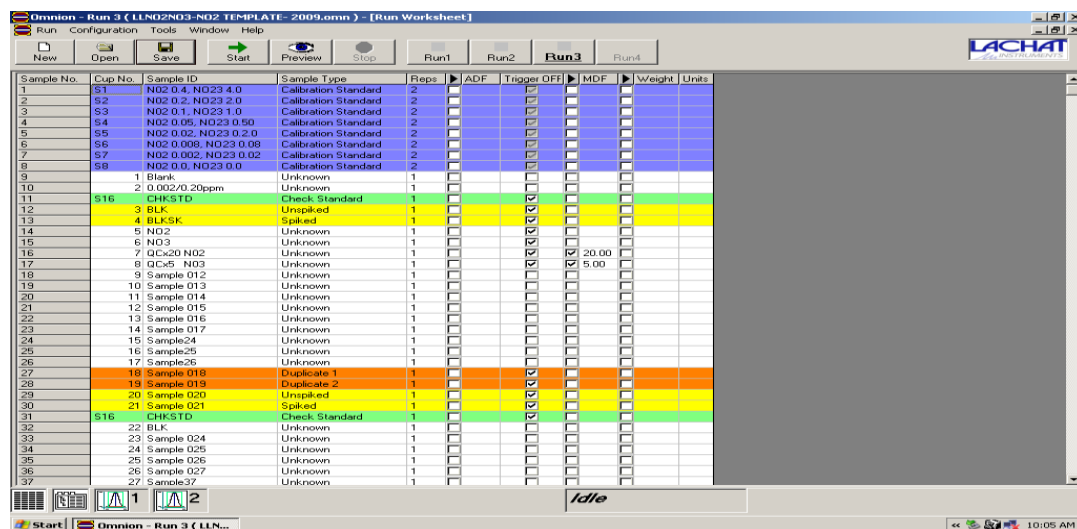 Omnion - Run 3 ( LLNO2NO3-NO2 TEMPLATE- 2009.omn ) - [Run Worksheet]
Run Configuration Tools Window Help
New Open Save Start Preview Stop Run1 Run2 Run3 Run4 LACHAT
INSTRUMENTS
Sample No. Cup No. Sample ID Sample Type Reps ADF Trigger OFF MDF Weight Units
1 S1 N02 0.4, NO23 4.0 Calibration Standard 2
2 S2 N02 0.2, NO23 2.0 Calibration Standard 2
3 S3 N02 0.1, NO23 1.0 Calibration Standard 2
4 S4 N02 0.05, NO23 0.50 Calibration Standard 2
5 S5 N02 0.02, NO23 0.2.0 Calibration Standard 2
6 S6 N02 0.008, NO23 0.08 Calibration Standard 2
7 S7 N02 0.002, NO23 0.02 Calibration Standard 2
8 S8 N02 0.0, NO23 0.0 Calibration Standard 2
9 1 Blank Unknown 1
10 2 0.002/0.20ppm Unknown 1
11 S16 CHKSTD Check Standard 1
12 3 BLK Unspiked 1
13 4 BLKSK Spiked 1
14 5 NO2 Unknown 1
15 6 NO3 Unknown 1
16 7 QCx20 N02 Unknown 1 20.00
17 8 QCx5 N03 Unknown 1 5.00
18 9 Sample 012 Unknown 1
19 10 Sample 013 Unknown 1
20 11 Sample 014 Unknown 1
21 12 Sample 015 Unknown 1
22 13 Sample 016 Unknown 1
23 14 Sample 017 Unknown 1
24 15 Sample24 Unknown 1
25 16 Sample25 Unknown 1
26 17 Sample26 Unknown 1
27 18 Sample 018 Duplicate 1 1
28 19 Sample 019 Duplicate 2 1
29 20 Sample 020 Unspiked 1
30 21 Sample 021 Spiked 1
31 S16 CHKSTD Check Standard 1
32 22 BLK Unknown 1
33 23 Sample 024 Unknown 1
34 24 Sample 025 Unknown 1
35 25 Sample 026 Unknown 1
36 26 Sample 027 Unknown 1
37 27 Sample37 Unknown 1
1 2 Idle
Start Omnion - Run 3 ( LLN... 10:05 AM